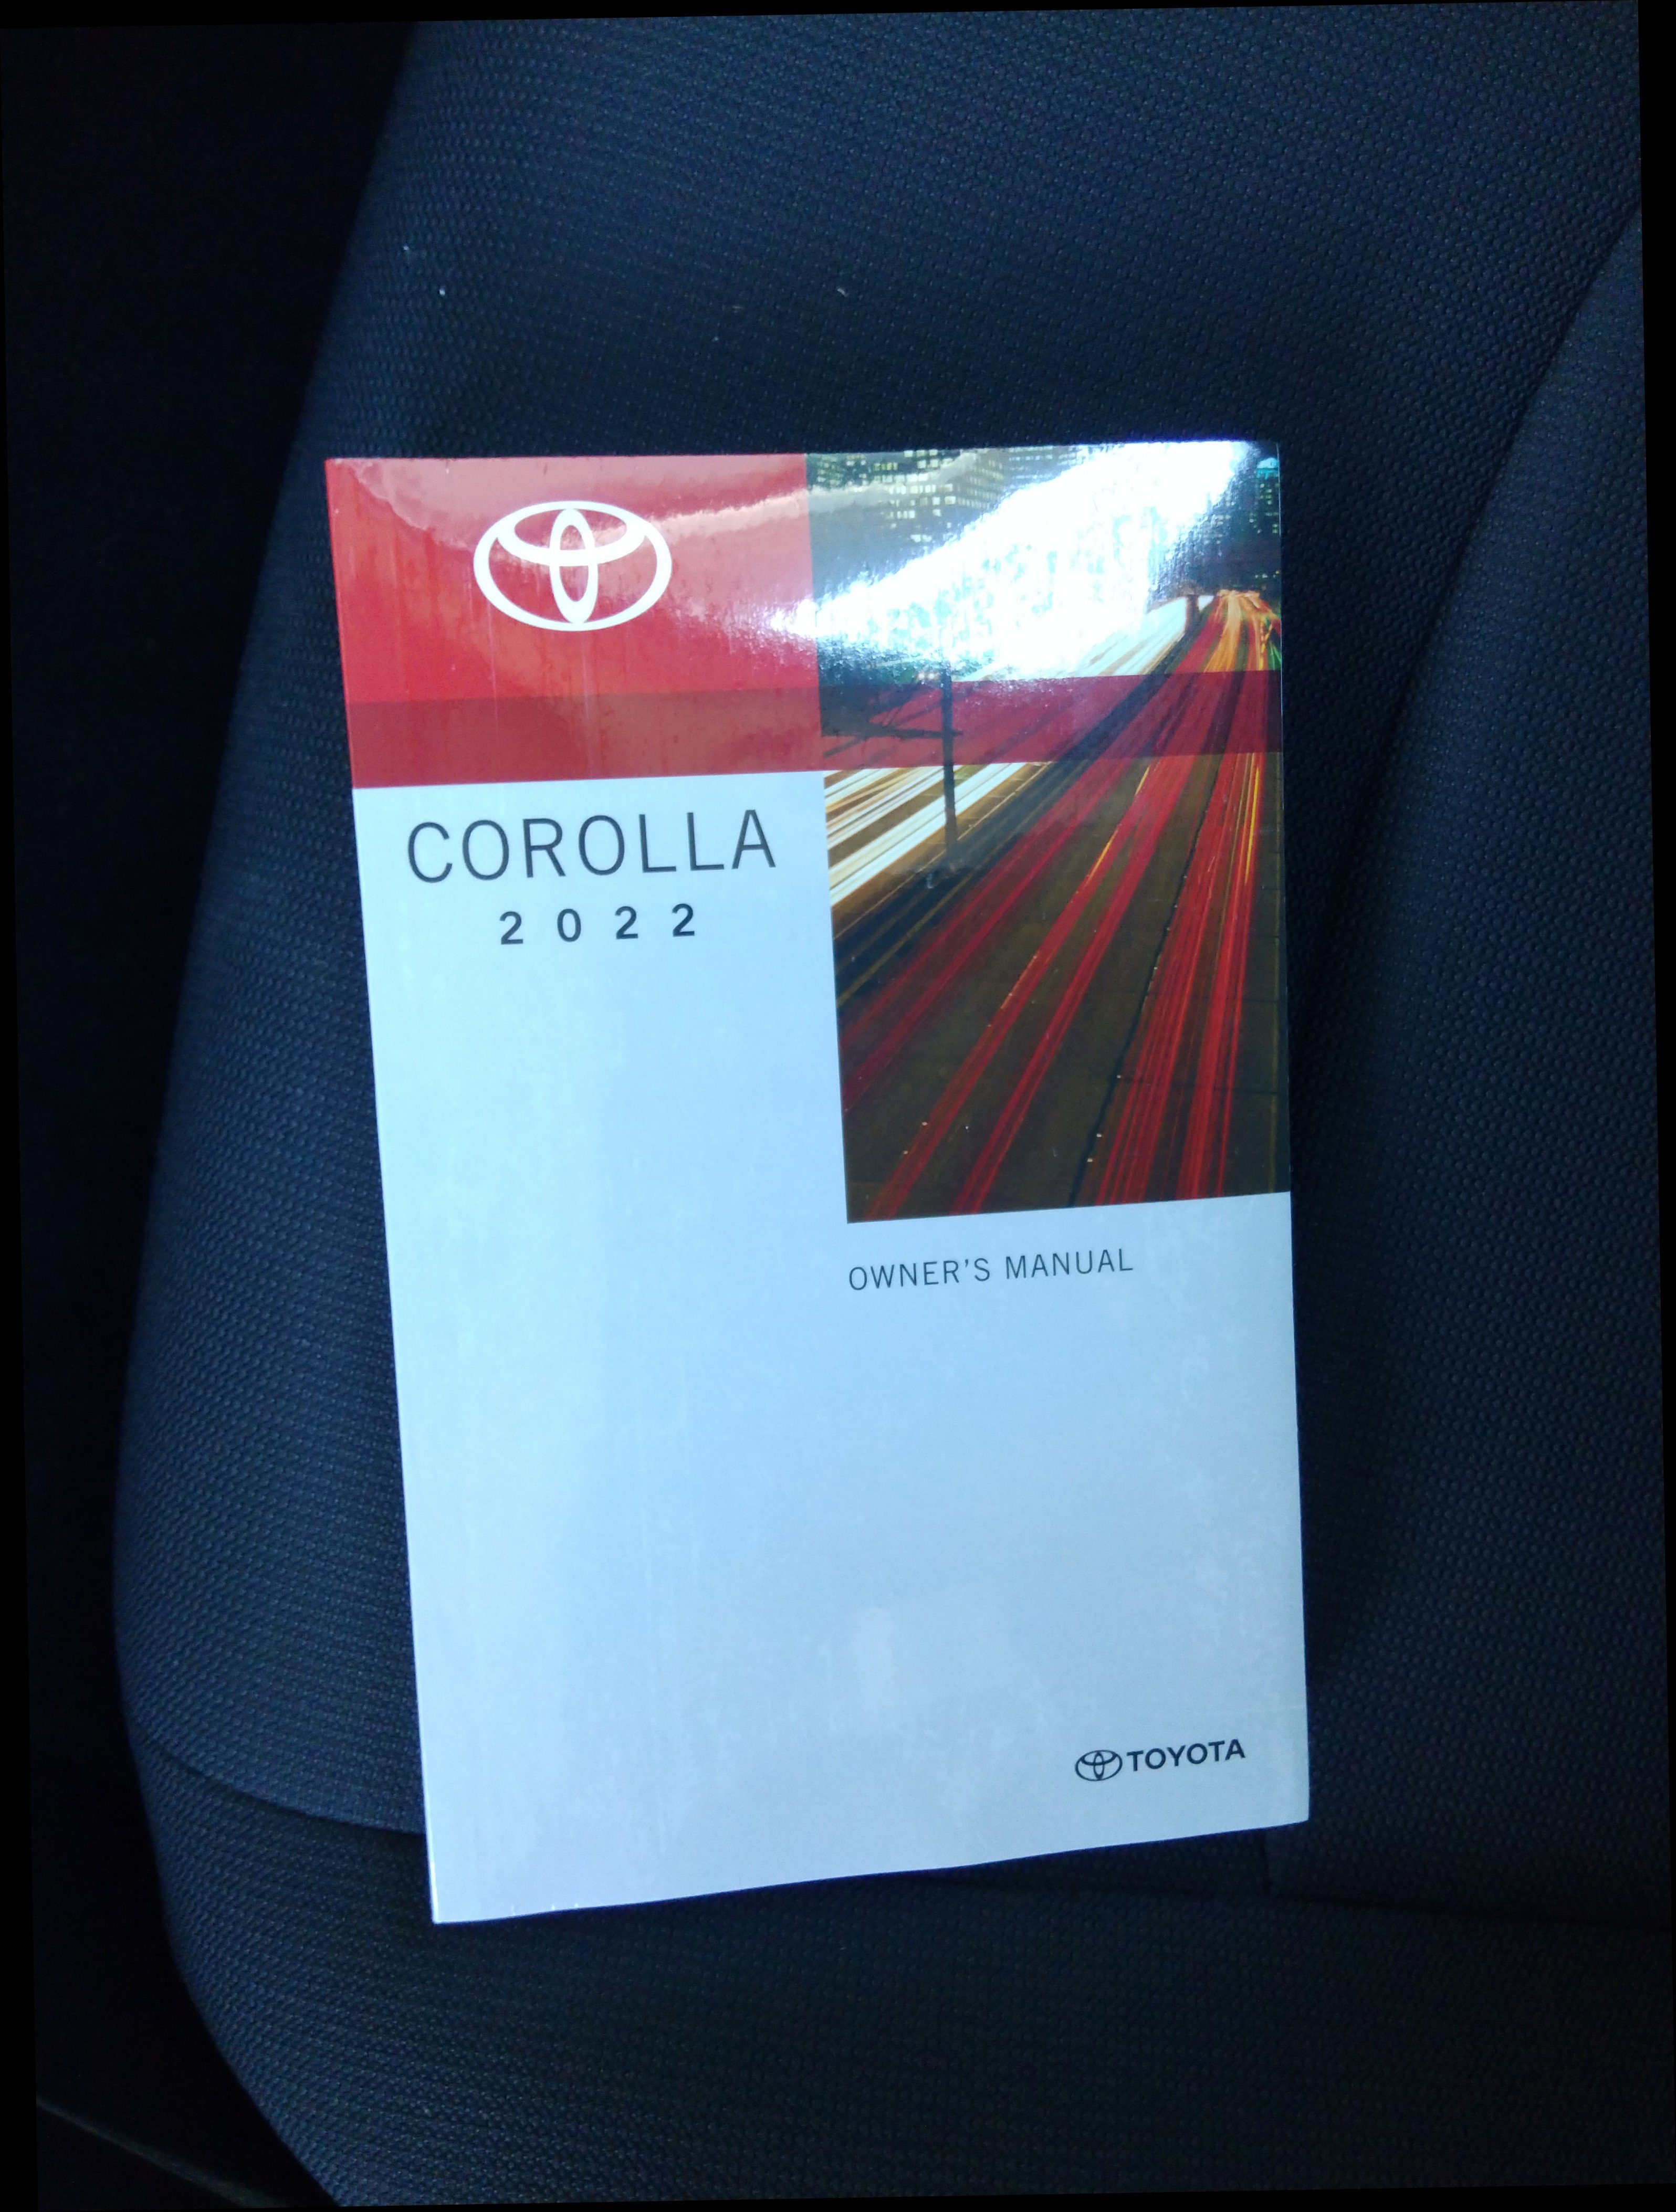 COROLLA
2022
OWNER'S MANUAL
TOYOTA